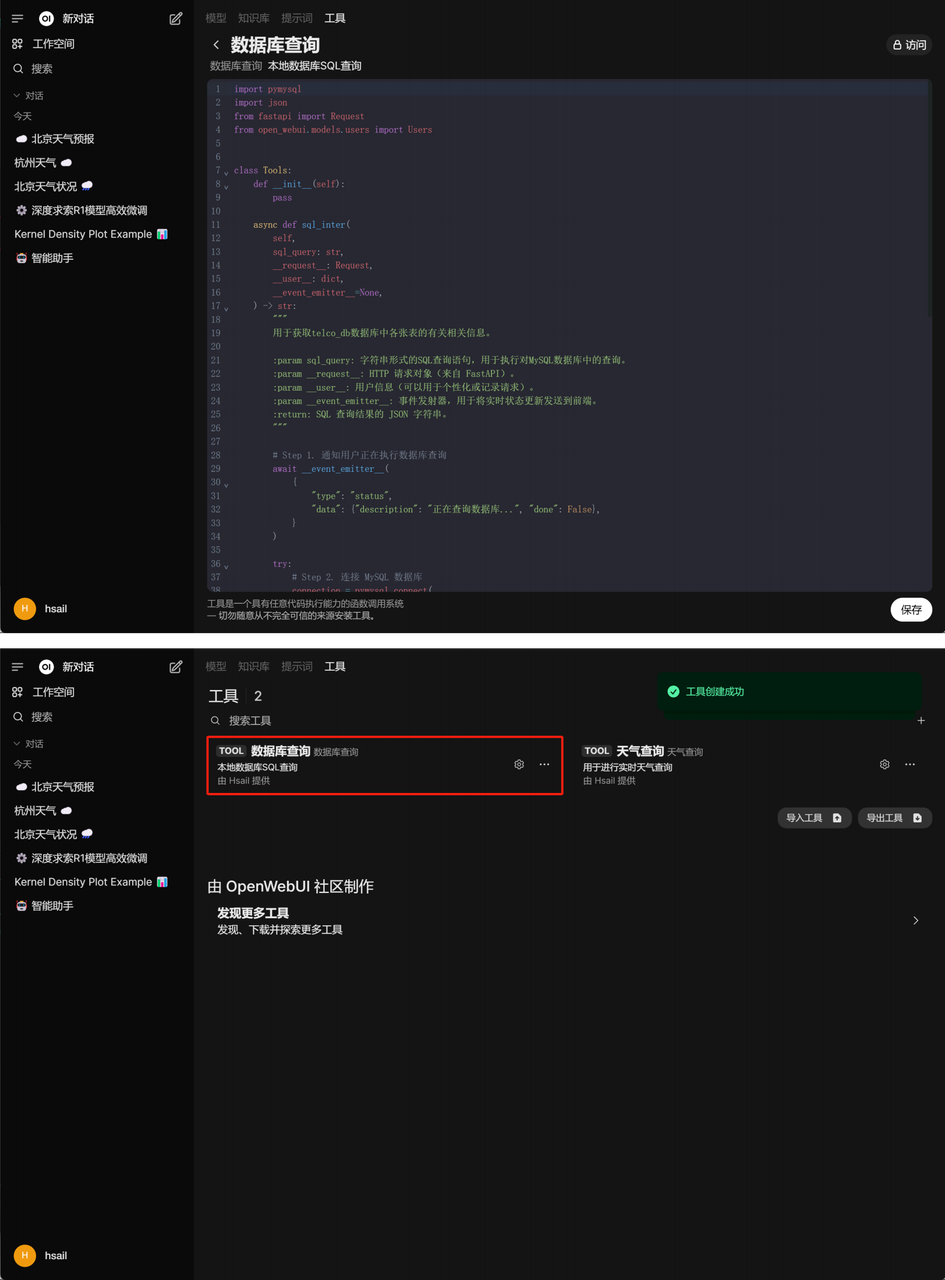 新对话
工作空间
搜索
对话
今天
北京天气预报
杭州天气
北京天气状况
深度求索R1模型高效微调
Kernel Density Plot Example
智能助手
H hsail
模型 知识库 提示词 工具
数据库查询
访问
数据库查询 本地数据库SQL查询
1 import pymysql
2 import json
3 from fastapi import Request
4 from open_webui.models.users import Users
5
6
7 class Tools:
8 def __init__(self):
9 pass
10
11 async def sql_inter(
12 self,
13 sql_query: str,
14 __request__: Request,
15 __user__: dict,
16 __event_emitter__=None,
17 ) -> str:
18 """
19 用于获取telco_db数据库中各张表的有关相关信息。
20
21 :param sql_query: 字符串形式的SQL查询语句，用于执行对MySQL数据库中的查询。
22 :param __request__: HTTP 请求对象（来自 FastAPI）。
23 :param __user__: 用户信息（可以用于个性化或记录请求）。
24 :param __event_emitter__: 事件发射器，用于将实时状态更新发送到前端。
25 :return: SQL 查询结果的 JSON 字符串。
26 """
27
28 # Step 1. 通知用户正在执行数据库查询
29 await __event_emitter__(
30 {
31 "type": "status",
32 "data": {"description": "正在查询数据库...", "done": False},
33 }
34 )
35
36 try:
37 # Step 2. 连接 MySQL 数据库
38 connection = pymysql.connect(
工具是一个具有任意代码执行能力的函数调用系统
— 切勿随意从不完全可信的来源安装工具。
保存
OI 新对话
工作空间
搜索
对话
今天
北京天气预报
杭州天气
北京天气状况
深度求索R1模型高效微调
Kernel Density Plot Example
智能助手
H hsail
模型 知识库 提示词 工具
工具 2
工具创建成功
搜索工具
TOOL 数据库查询 数据库查询
本地数据库SQL查询
由 Hsail 提供
TOOL 天气查询 天气查询
用于进行实时天气查询
由 Hsail 提供
导入工具
导出工具
由 OpenWebUI 社区制作
发现更多工具
发现、下载并探索更多工具